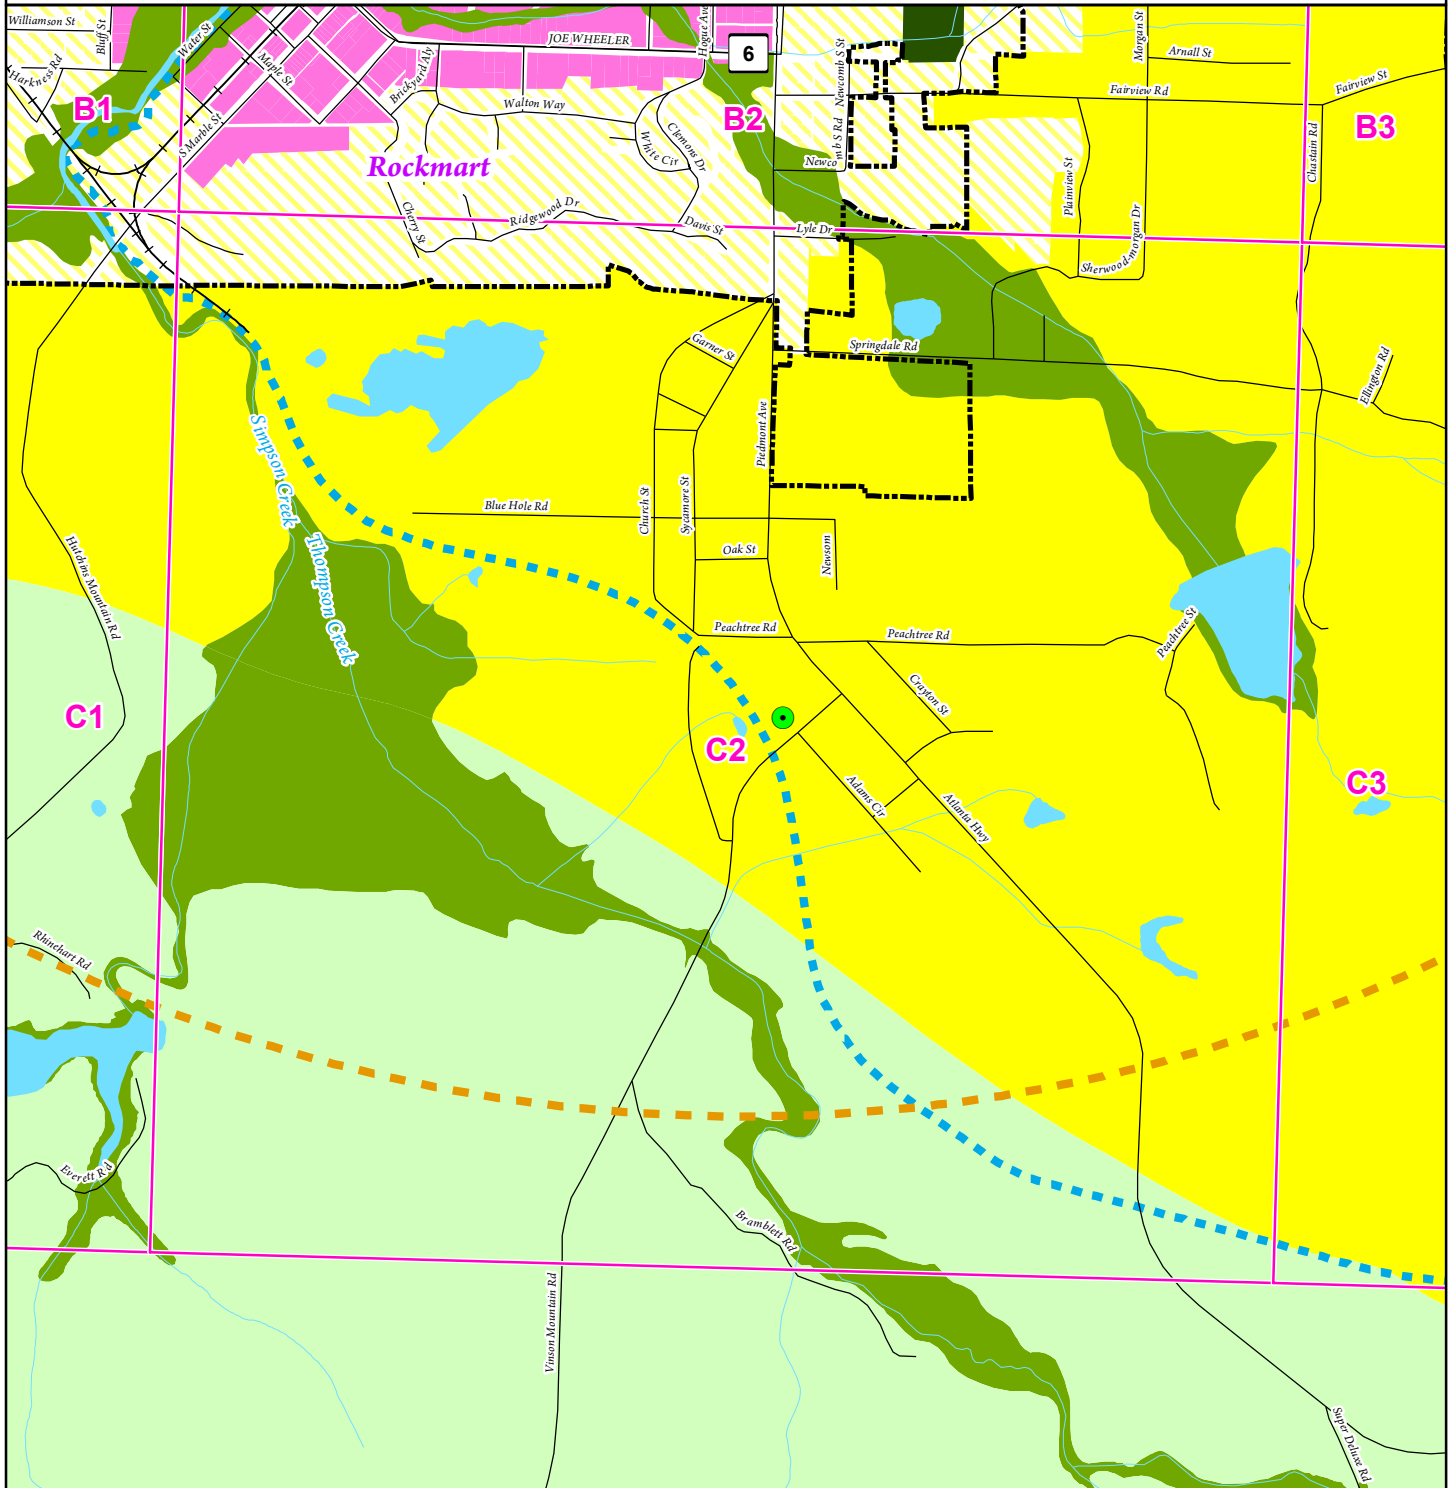 Williamson St
Bluff St
Water St
Harkness Rd
Maple St
Brickyard Aly
JOE WHEELER
Hogue Ave
6
Newcomb S St
Morgan St
Arnall St
Fairview Rd
Fairview St
B1
S Marble St
Walton Way
White Cir
Clemons Dr
B2
Newco
mb S Rd
Plainview St
Chastain Rd
B3
Rockmart
Cherry St
Ridgewood Dr
Davis St
Lyle Dr
Sherwood-morgan Dr
Garner St
Springdale Rd
Ellington Rd
Simpson Creek
Piedmont Ave
Church St
Sycamore St
Blue Hole Rd
Oak St
Newsom
Hutchins Mountain Rd
Thompson Creek
Peachtree Rd
Peachtree Rd
Peachtree St
Crayton St
C1
C2
C3
Adams Cir
Atlanta Hwy
Rhinehart Rd
Everett Rd
Bramblett Rd
Vinson Mountain Rd
Super Deluxe Rd